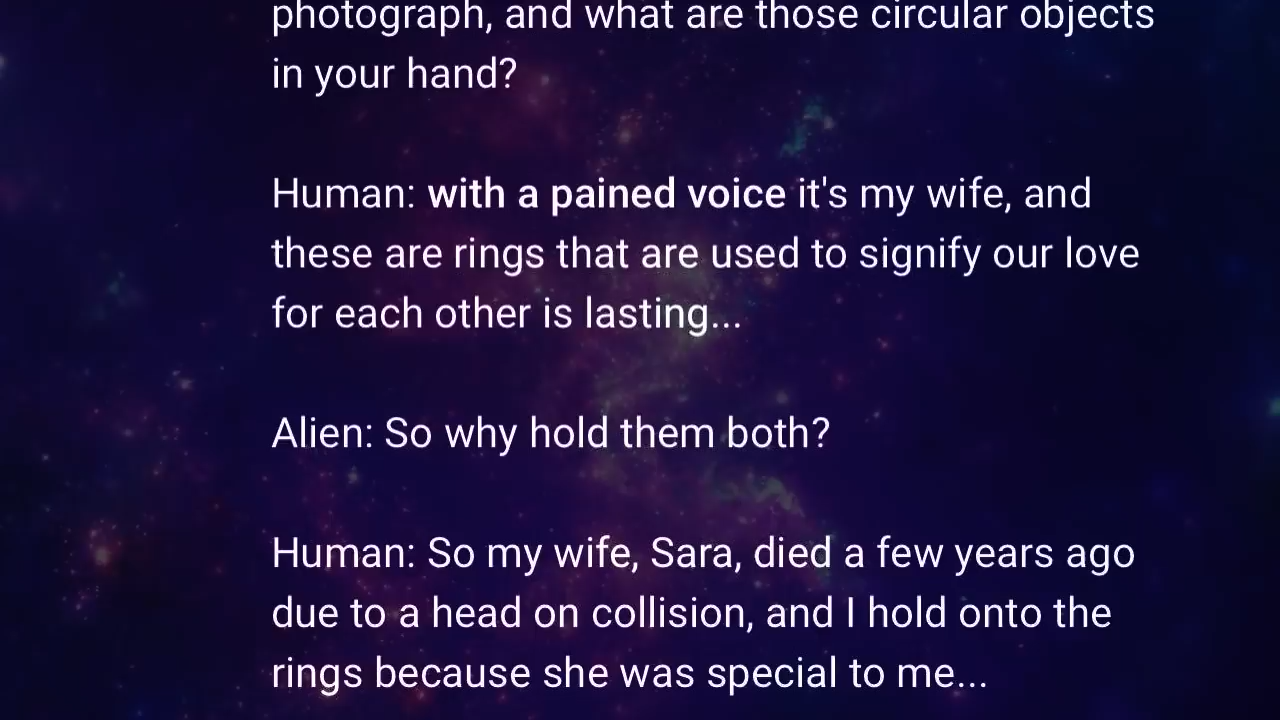 photograph, and what are those circular objects
in your hand?
Human: with a pained voice it's my wife, and
these are rings that are used to signify our love
for each other is lasting...
Alien: So why hold them both?
Human: So my wife, Sara, died a few years ago
due to a head on collision, and I hold onto the
rings because she was special to me...